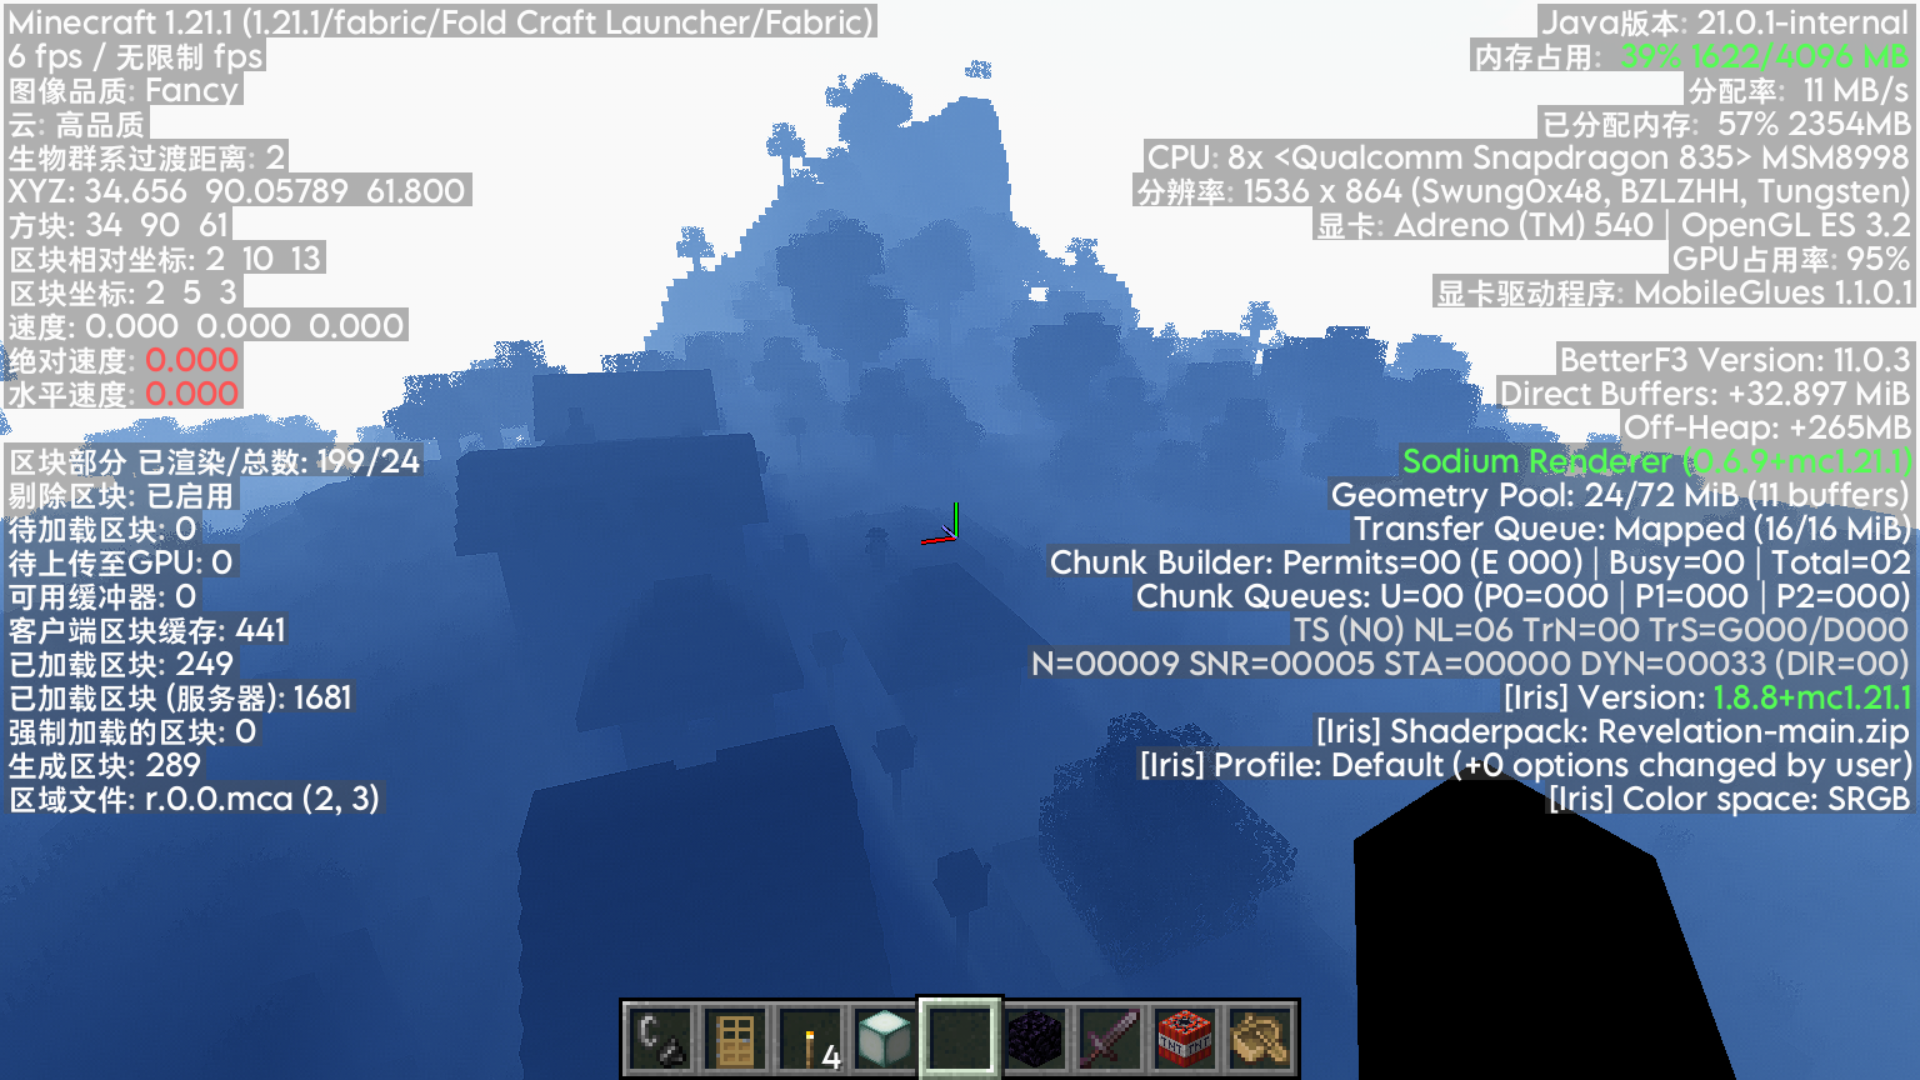 Minecraft 1.21.1 (1.21.1/fabric/Fold Craft Launcher/Fabric)
6 fps / 无限制 fps
图像品质: Fancy
云: 高品质
生物群系过渡距离: 2
XYZ: 34.656 90.05789 61.800
方块: 34 90 61
区块相对坐标: 2 10 13
区块坐标: 2 5 3
速度: 0.000 0.000 0.000
绝对速度: 0.000
水平速度: 0.000
区块部分 已渲染/总数: 199/24
剔除区块: 已启用
待加载区块: 0
待上传至GPU: 0
可用缓冲器: 0
客户端区块缓存: 441
已加载区块: 249
已加载区块 (服务器): 1681
强制加载的区块: 0
生成区块: 289
区域文件: r.0.0.mca (2, 3)
Java版本: 21.0.1-internal
内存占用: 39% 1622/4096 MB
分配率: 11 MB/s
已分配内存: 57% 2354MB
CPU: 8x <Qualcomm Snapdragon 835> MSM8998
分辨率: 1536 x 864 (Swung0x48, BZLZHH, Tungsten)
显卡: Adreno (TM) 540 | OpenGL ES 3.2
GPU占用率: 95%
显卡驱动程序: MobileGlues 1.1.0.1
BetterF3 Version: 11.0.3
Direct Buffers: +32.897 MiB
Off-Heap: +265MB
Sodium Renderer (0.6.9+mc1.21.1)
Geometry Pool: 24/72 MiB (11 buffers)
Transfer Queue: Mapped (16/16 MiB)
Chunk Builder: Permits=00 (E 000) | Busy=00 | Total=02
Chunk Queues: U=00 (P0=000 | P1=000 | P2=000)
TS (N0) NL=06 TrN=00 TrS=G000/D000
N=00009 SNR=00005 STA=00000 DYN=00033 (DIR=00)
[Iris] Version: 1.8.8+mc1.21.1
[Iris] Shaderpack: Revelation-main.zip
[Iris] Profile: Default (+0 options changed by user)
[Iris] Color space: SRGB
4
TNT TNT